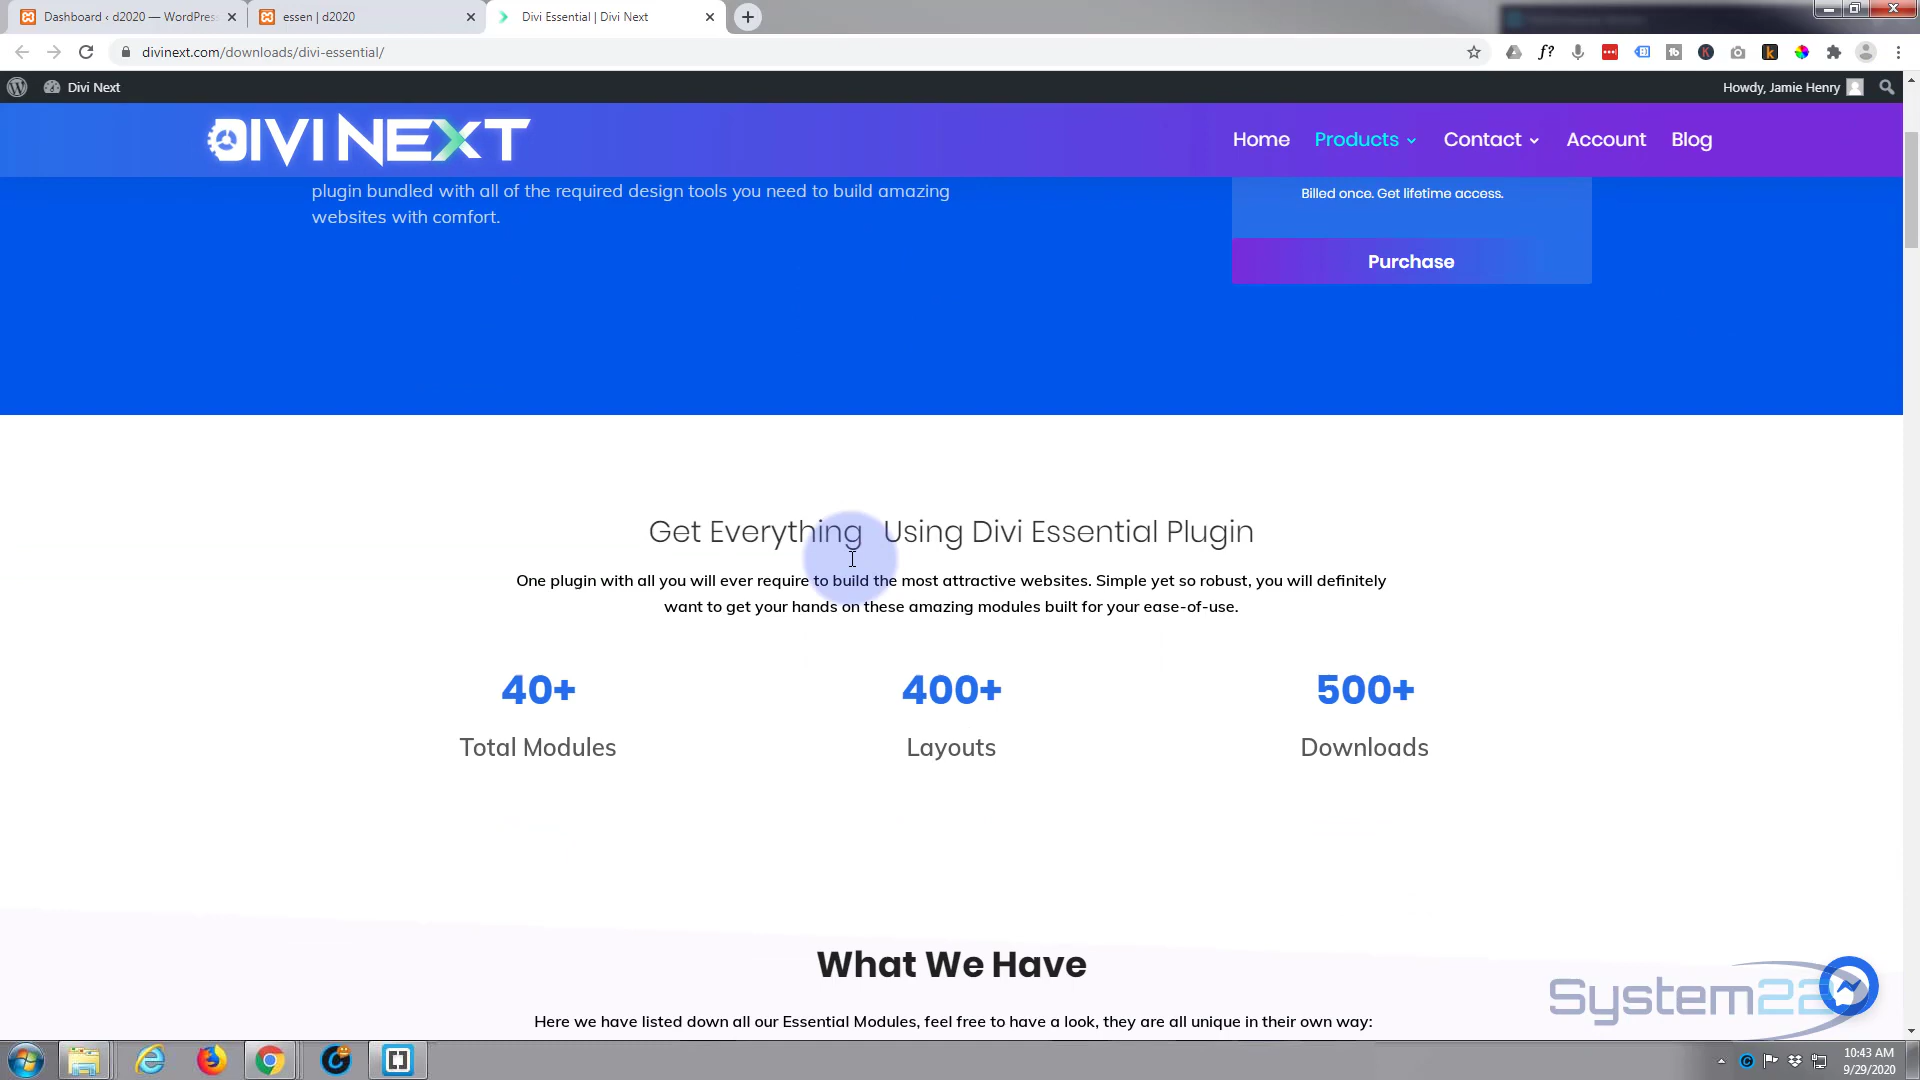 Dashboard ‹ d2020 — WordPress
essen | d2020
Divi Essential | Divi Next
divinext.com/downloads/divi-essential/
Divi Next
Howdy, Jamie Henry
DIVI NEXT
Home
Products
Contact
Account
Blog
plugin bundled with all of the required design tools you need to build amazing
websites with comfort.
Billed once. Get lifetime access.
Purchase
Get Everything Using Divi Essential Plugin
One plugin with all you will ever require to build the most attractive websites. Simple yet so robust, you will definitely
want to get your hands on these amazing modules built for your ease-of-use.
40+
400+
500+
Total Modules
Layouts
Downloads
What We Have
Here we have listed down all our Essential Modules, feel free to have a look, they are all unique in their own way:
System22
10:43 AM
9/29/2020